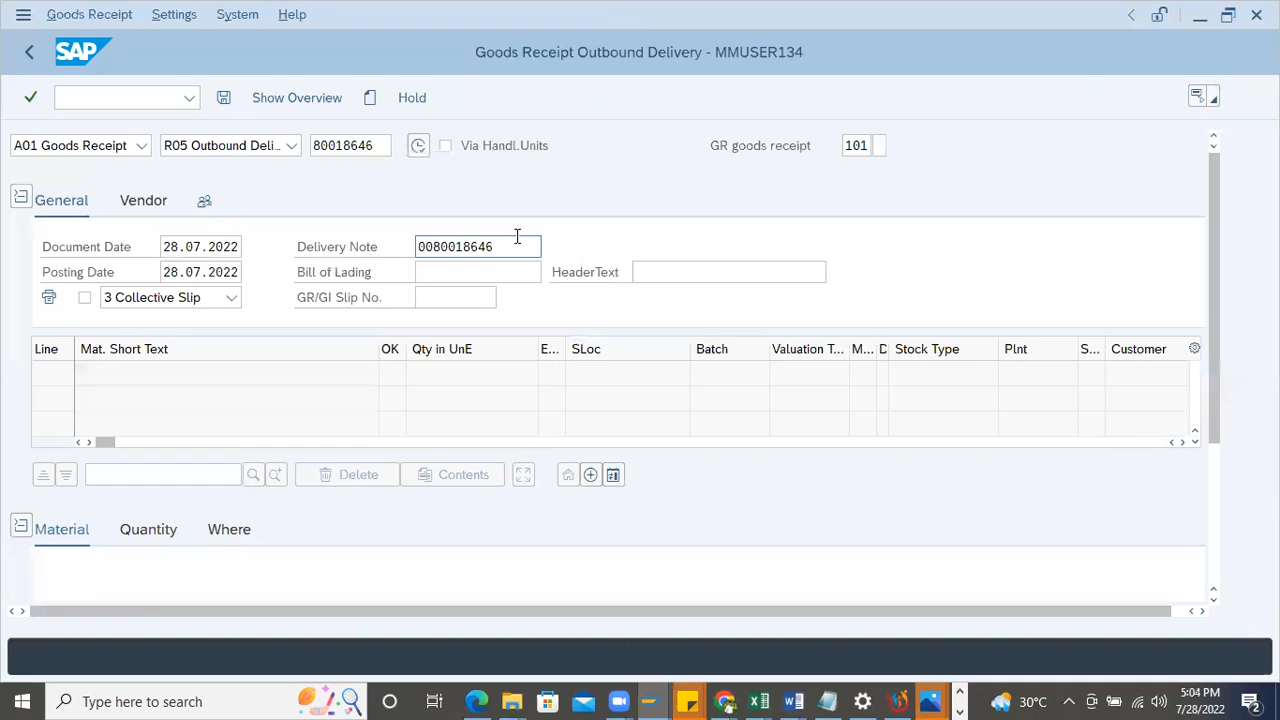 Goods Receipt Settings System Help
SAP Goods Receipt Outbound Delivery - MMUSER134
Show Overview Hold
A01 Goods Receipt R05 Outbound Deli... 80018646 Via Handl.Units GR goods receipt 101
General Vendor
Document Date 28.07.2022 Delivery Note 0080018646
Posting Date 28.07.2022 Bill of Lading HeaderText
3 Collective Slip GR/GI Slip No.
Line Mat. Short Text OK Qty in UnE E... SLoc Batch Valuation T... M... D Stock Type Plnt S... Customer
Delete Contents
Material Quantity Where
Type here to search 30°C 5:04 PM
7/28/2022 2